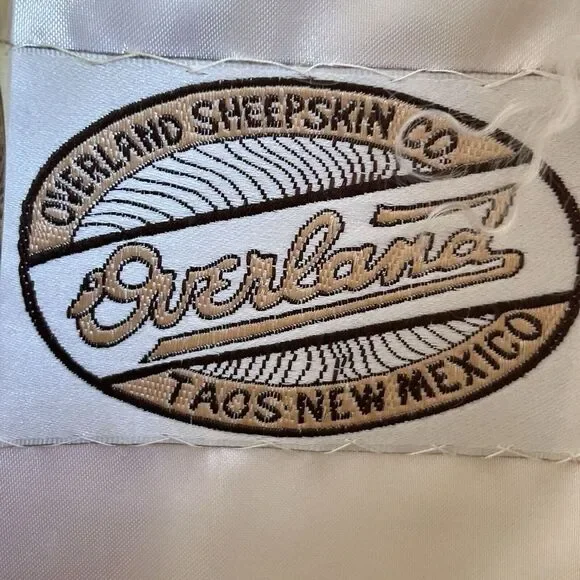 OVERLAND SHEEPSKIN CO.
Overland
TAOS·NEW MEXICO